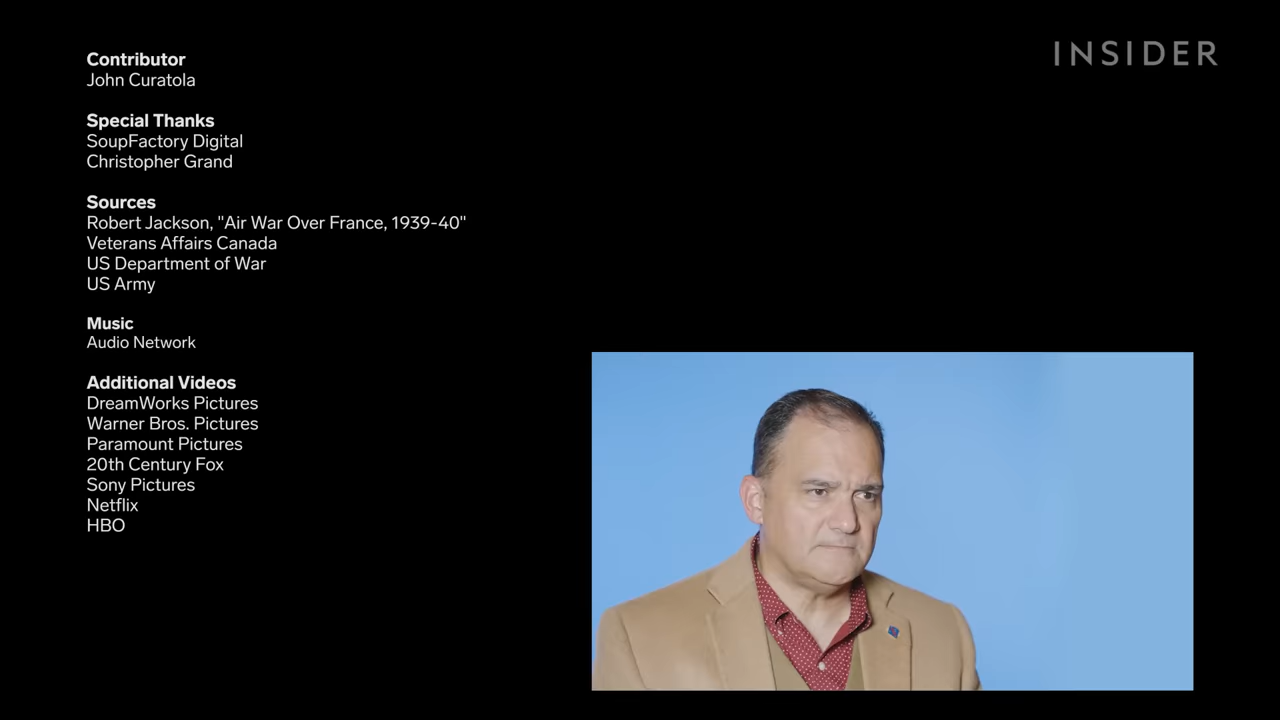 INSIDER
Contributor
John Curatola
Special Thanks
SoupFactory Digital
Christopher Grand
Sources
Robert Jackson, "Air War Over France, 1939-40"
Veterans Affairs Canada
US Department of War
US Army
Music
Audio Network
Additional Videos
DreamWorks Pictures
Warner Bros. Pictures
Paramount Pictures
20th Century Fox
Sony Pictures
Netflix
HBO